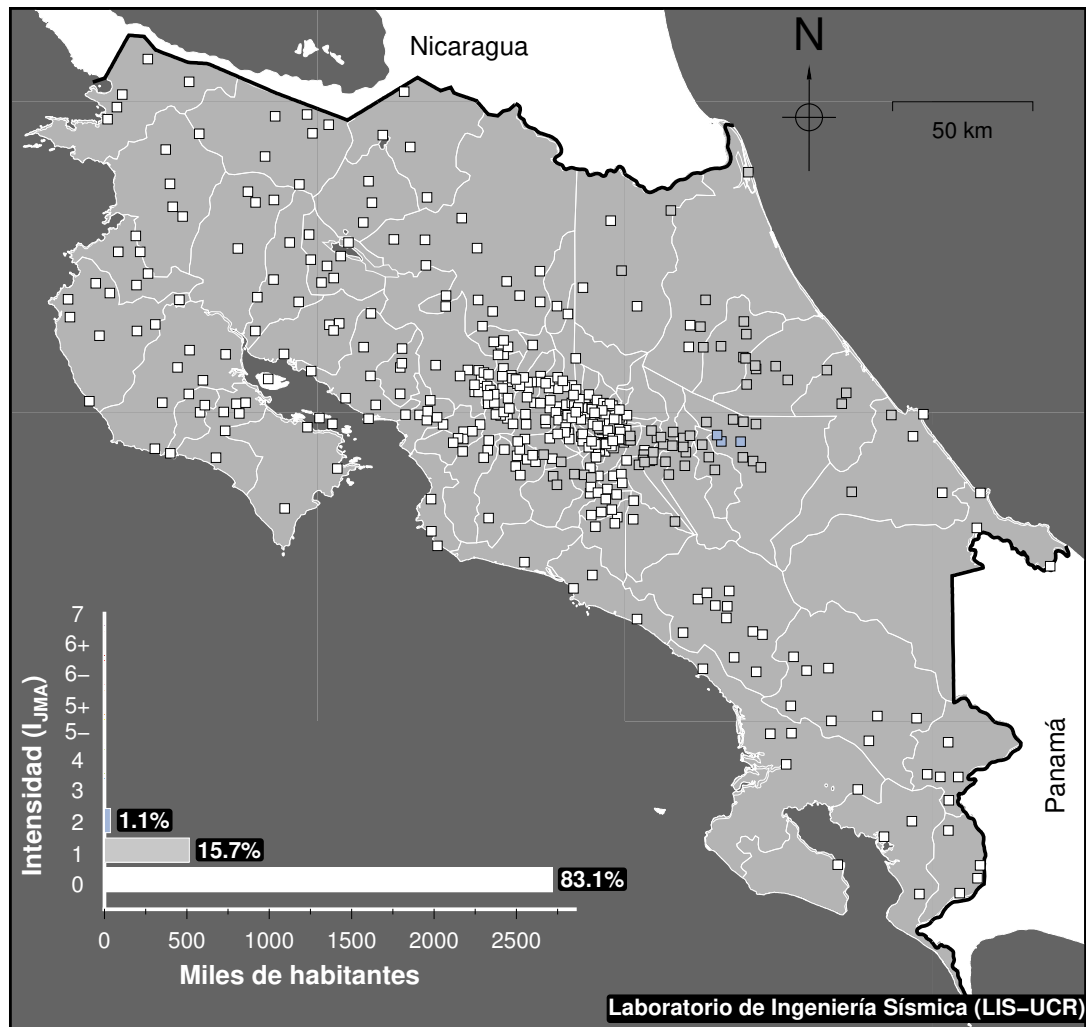 Nicaragua
N
50 km
Panamá
Intensidad (I_JMA)
7
6+
6−
5+
5−
4
3
2
1
0
1.1%
15.7%
83.1%
0 500 1000 1500 2000 2500
Miles de habitantes
Laboratorio de Ingeniería Sísmica (LIS−UCR)